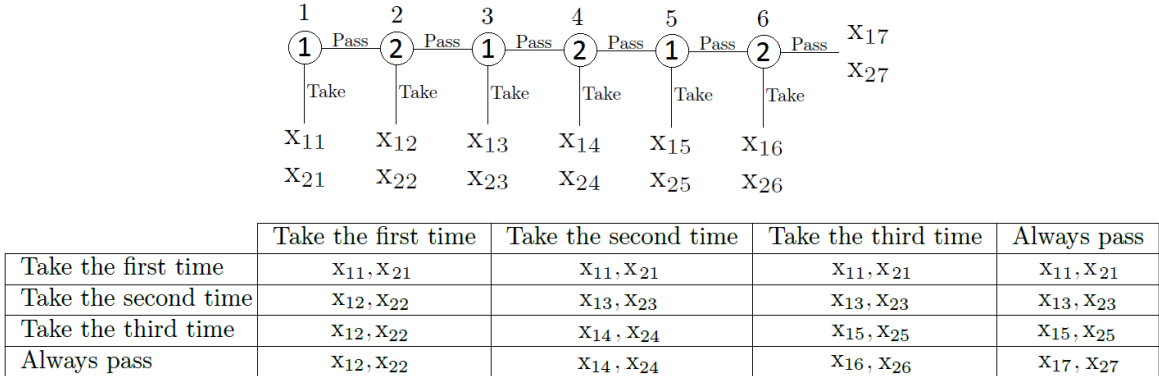 1 2 3 4 5 6
1 Pass 2 Pass 1 Pass 2 Pass 1 Pass 2 Pass x₁₇
x₂₇
Take Take Take Take Take Take
x₁₁ x₁₂ x₁₃ x₁₄ x₁₅ x₁₆
x₂₁ x₂₂ x₂₃ x₂₄ x₂₅ x₂₆
Take the first time Take the second time Take the third time Always pass
Take the first time x₁₁, x₂₁ x₁₁, x₂₁ x₁₁, x₂₁ x₁₁, x₂₁
Take the second time x₁₂, x₂₂ x₁₃, x₂₃ x₁₃, x₂₃ x₁₃, x₂₃
Take the third time x₁₂, x₂₂ x₁₄, x₂₄ x₁₅, x₂₅ x₁₅, x₂₅
Always pass x₁₂, x₂₂ x₁₄, x₂₄ x₁₆, x₂₆ x₁₇, x₂₇